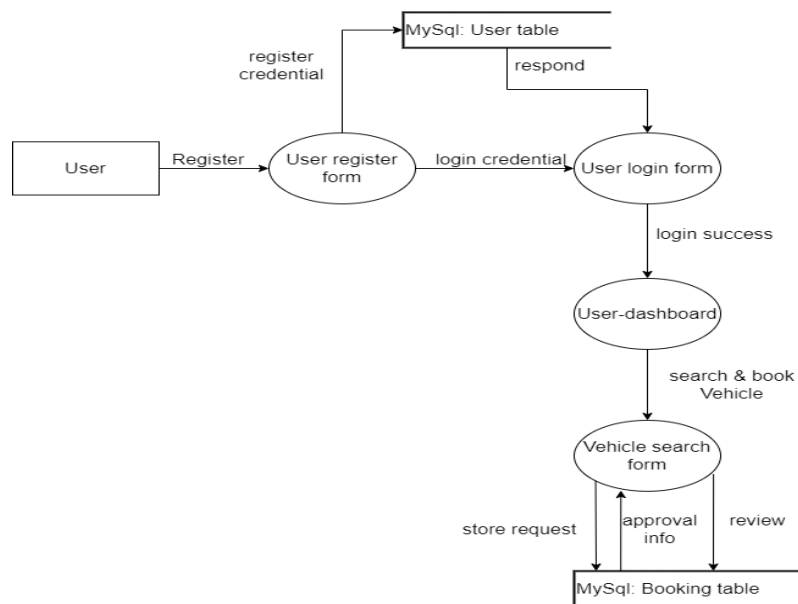 MySql: User table
register
credential
respond
User
Register
User register
form
login credential
User login form
login success
User-dashboard
search & book
Vehicle
Vehicle search
form
store request
approval
info
review
MySql: Booking table